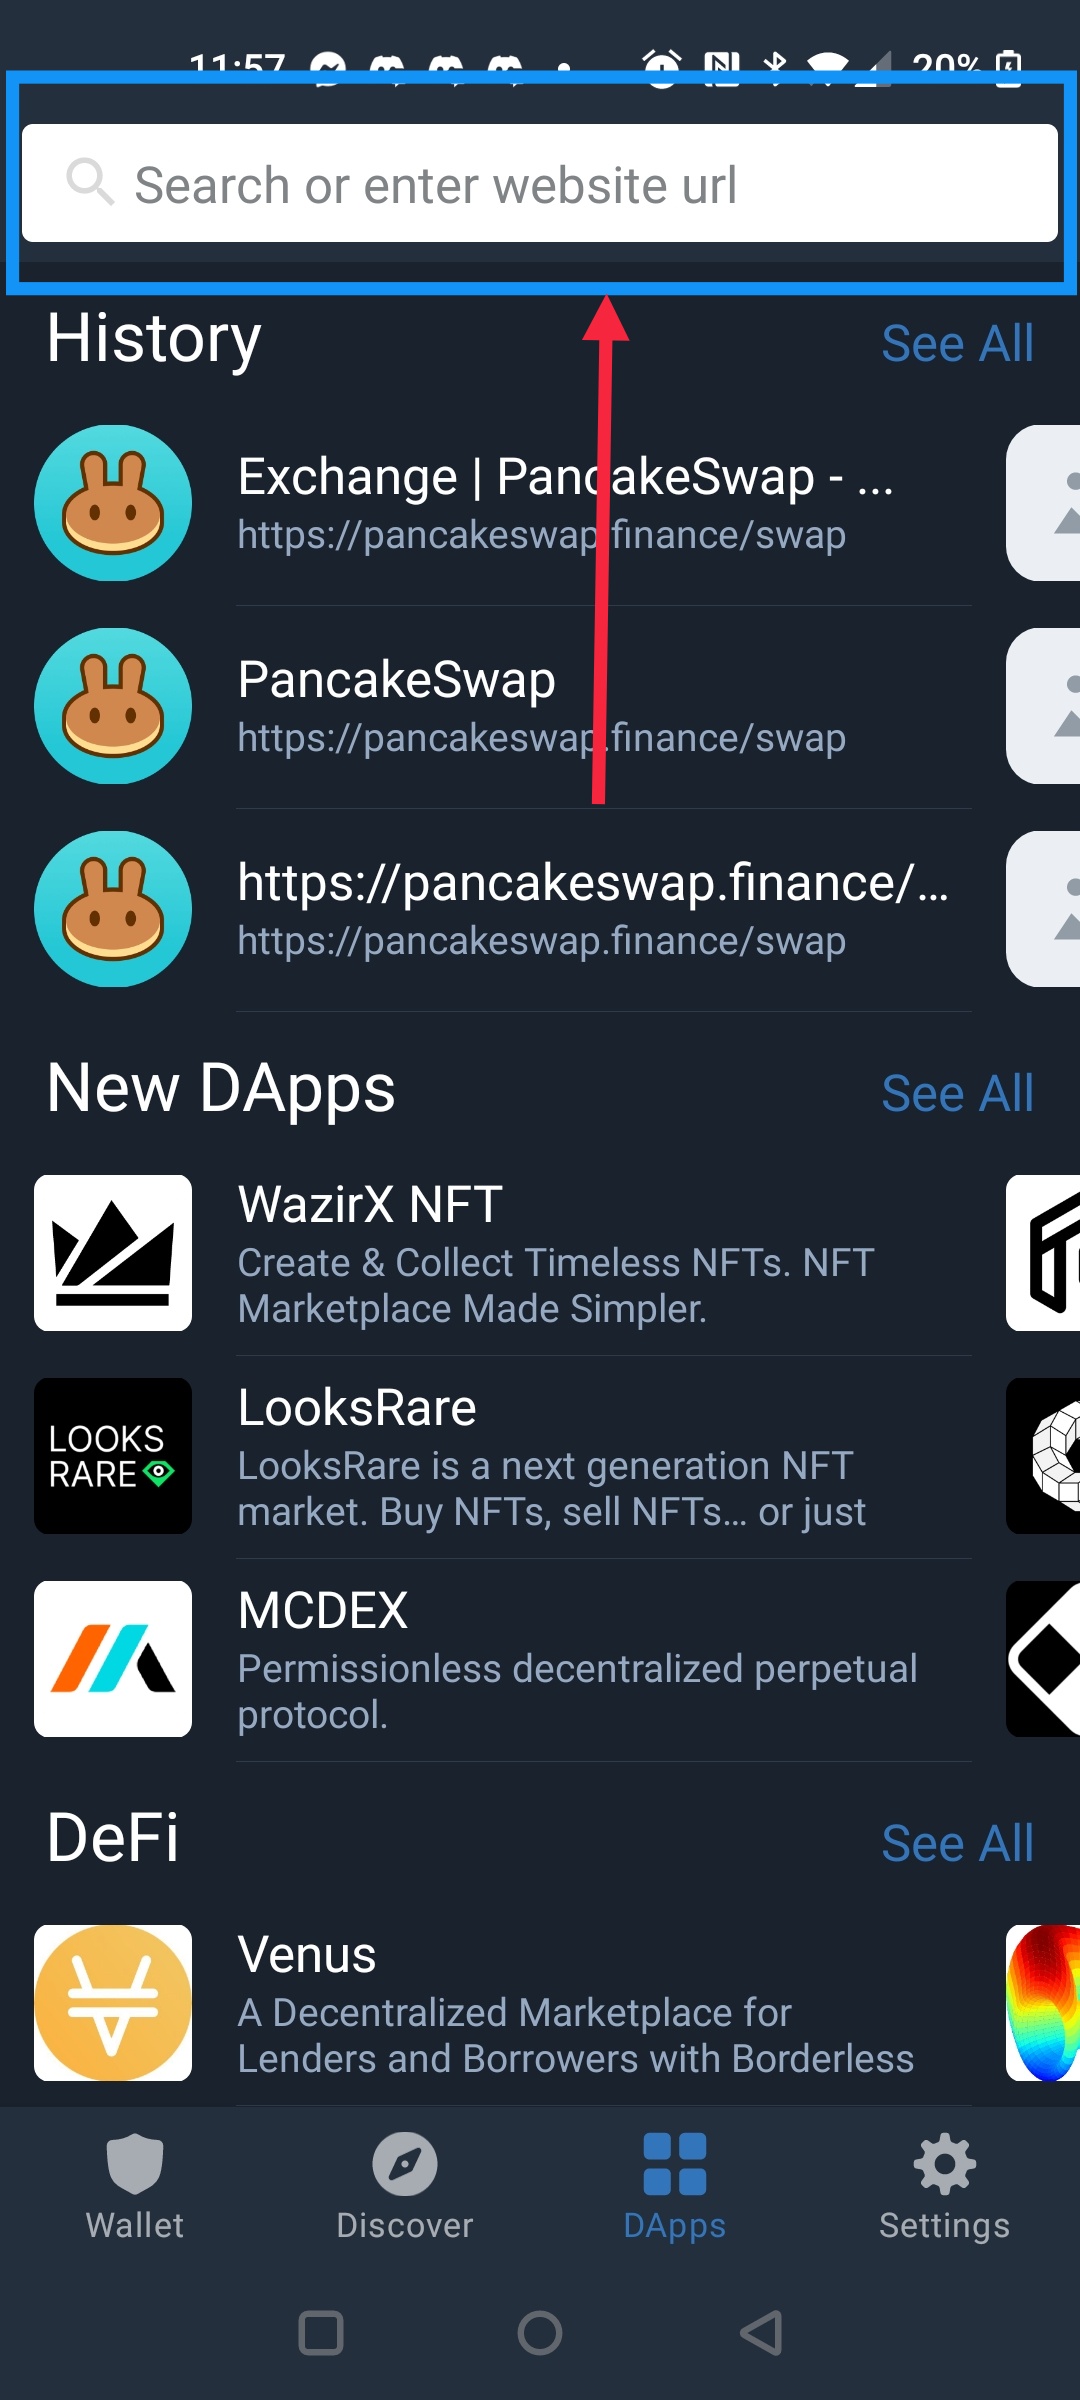 11:57 20%
Search or enter website url
History See All
Exchange | PancakeSwap - ...
https://pancakeswap.finance/swap
PancakeSwap
https://pancakeswap.finance/swap
https://pancakeswap.finance/...
https://pancakeswap.finance/swap
New DApps See All
WazirX NFT
Create & Collect Timeless NFTs. NFT
Marketplace Made Simpler.
LOOKS
RARE
LooksRare
LooksRare is a next generation NFT
market. Buy NFTs, sell NFTs... or just
MCDEX
Permissionless decentralized perpetual
protocol.
DeFi See All
Venus
A Decentralized Marketplace for
Lenders and Borrowers with Borderless
Wallet Discover DApps Settings